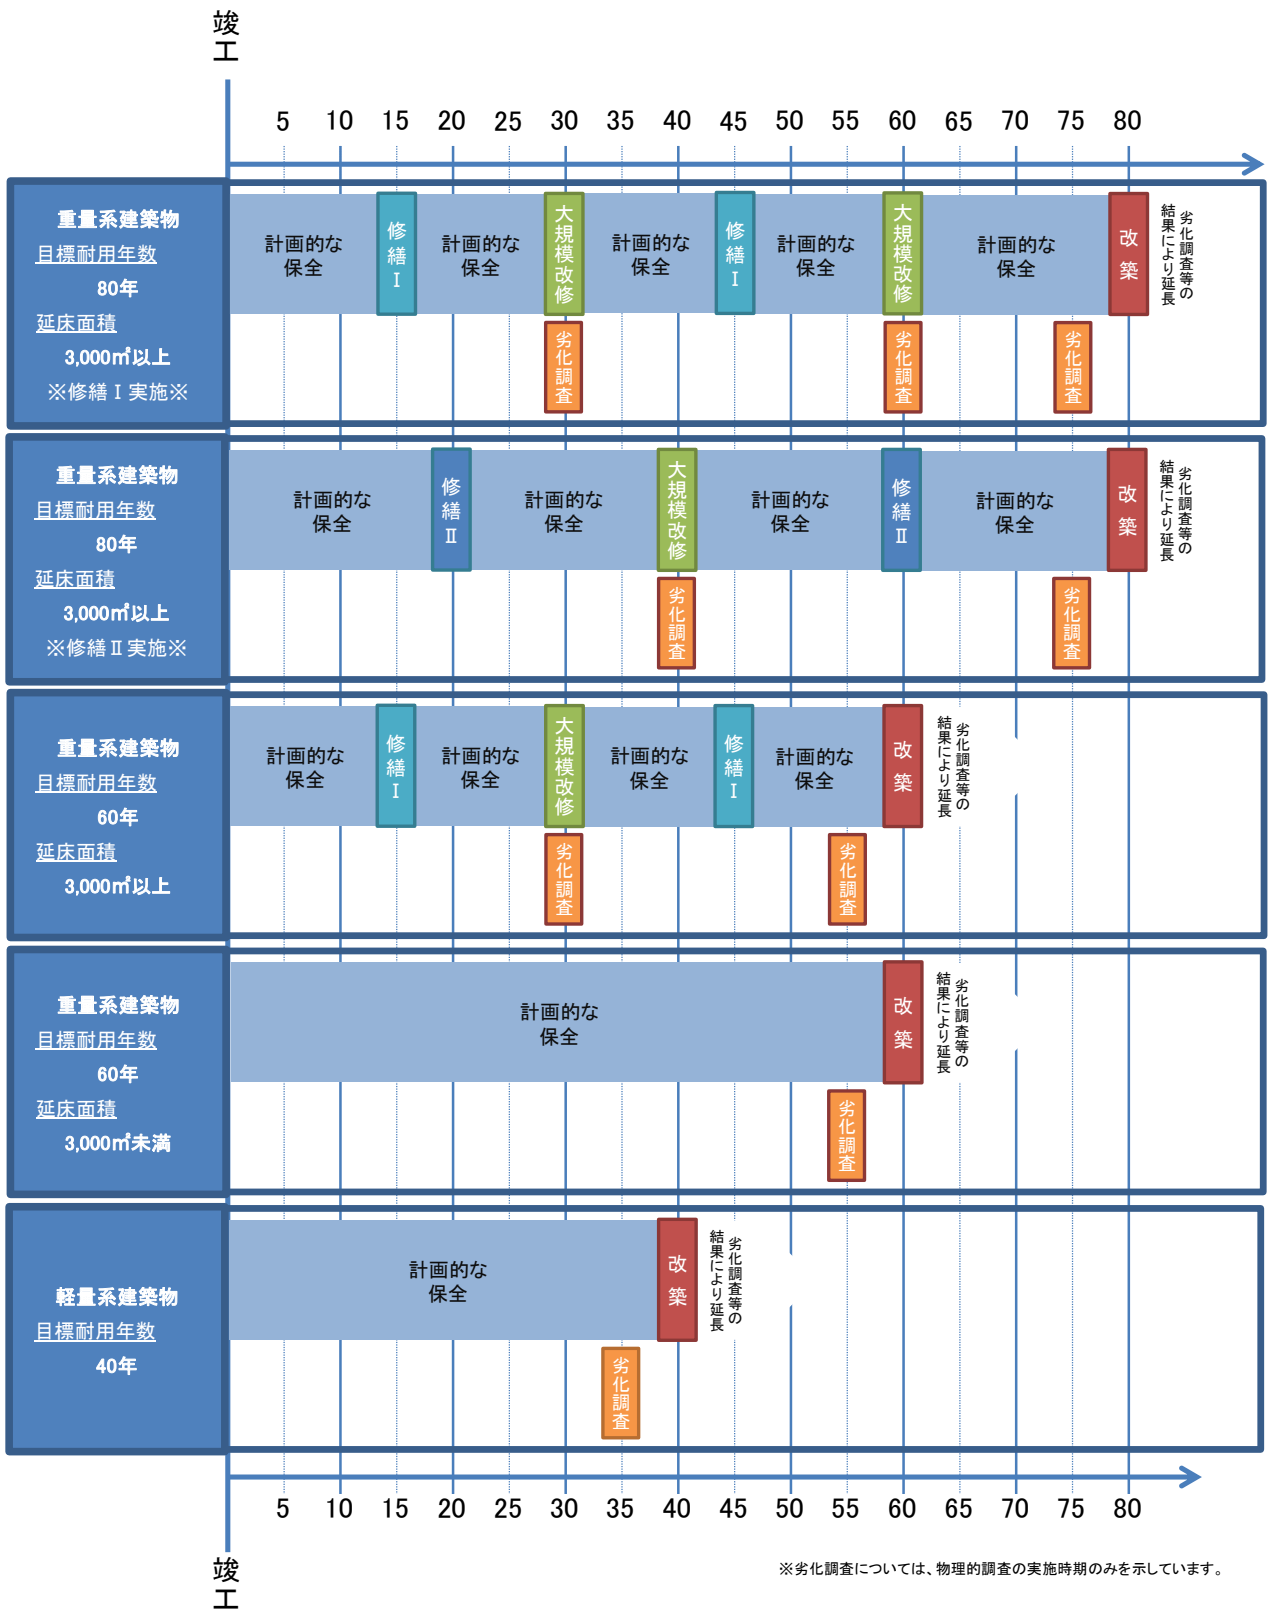 竣工
5 10 15 20 25 30 35 40 45 50 55 60 65 70 75 80
重量系建築物
目標耐用年数
80年
延床面積
3,000㎡以上
※修繕Ⅰ実施※
計画的な
保全
修繕Ⅰ
計画的な
保全
大規模改修
計画的な
保全
修繕Ⅰ
計画的な
保全
大規模改修
計画的な
保全
改築
劣化調査等の
結果により延長
劣化調査
劣化調査
劣化調査
重量系建築物
目標耐用年数
80年
延床面積
3,000㎡以上
※修繕Ⅱ実施※
計画的な
保全
修繕Ⅱ
計画的な
保全
大規模改修
計画的な
保全
修繕Ⅱ
計画的な
保全
改築
劣化調査等の
結果により延長
劣化調査
劣化調査
重量系建築物
目標耐用年数
60年
延床面積
3,000㎡以上
計画的な
保全
修繕Ⅰ
計画的な
保全
大規模改修
計画的な
保全
修繕Ⅰ
計画的な
保全
改築
劣化調査等の
結果により延長
劣化調査
劣化調査
重量系建築物
目標耐用年数
60年
延床面積
3,000㎡未満
計画的な
保全
改築
劣化調査等の
結果により延長
劣化調査
軽量系建築物
目標耐用年数
40年
計画的な
保全
改築
劣化調査等の
結果により延長
劣化調査
5 10 15 20 25 30 35 40 45 50 55 60 65 70 75 80
竣工
※劣化調査については、物理的調査の実施時期のみを示しています。